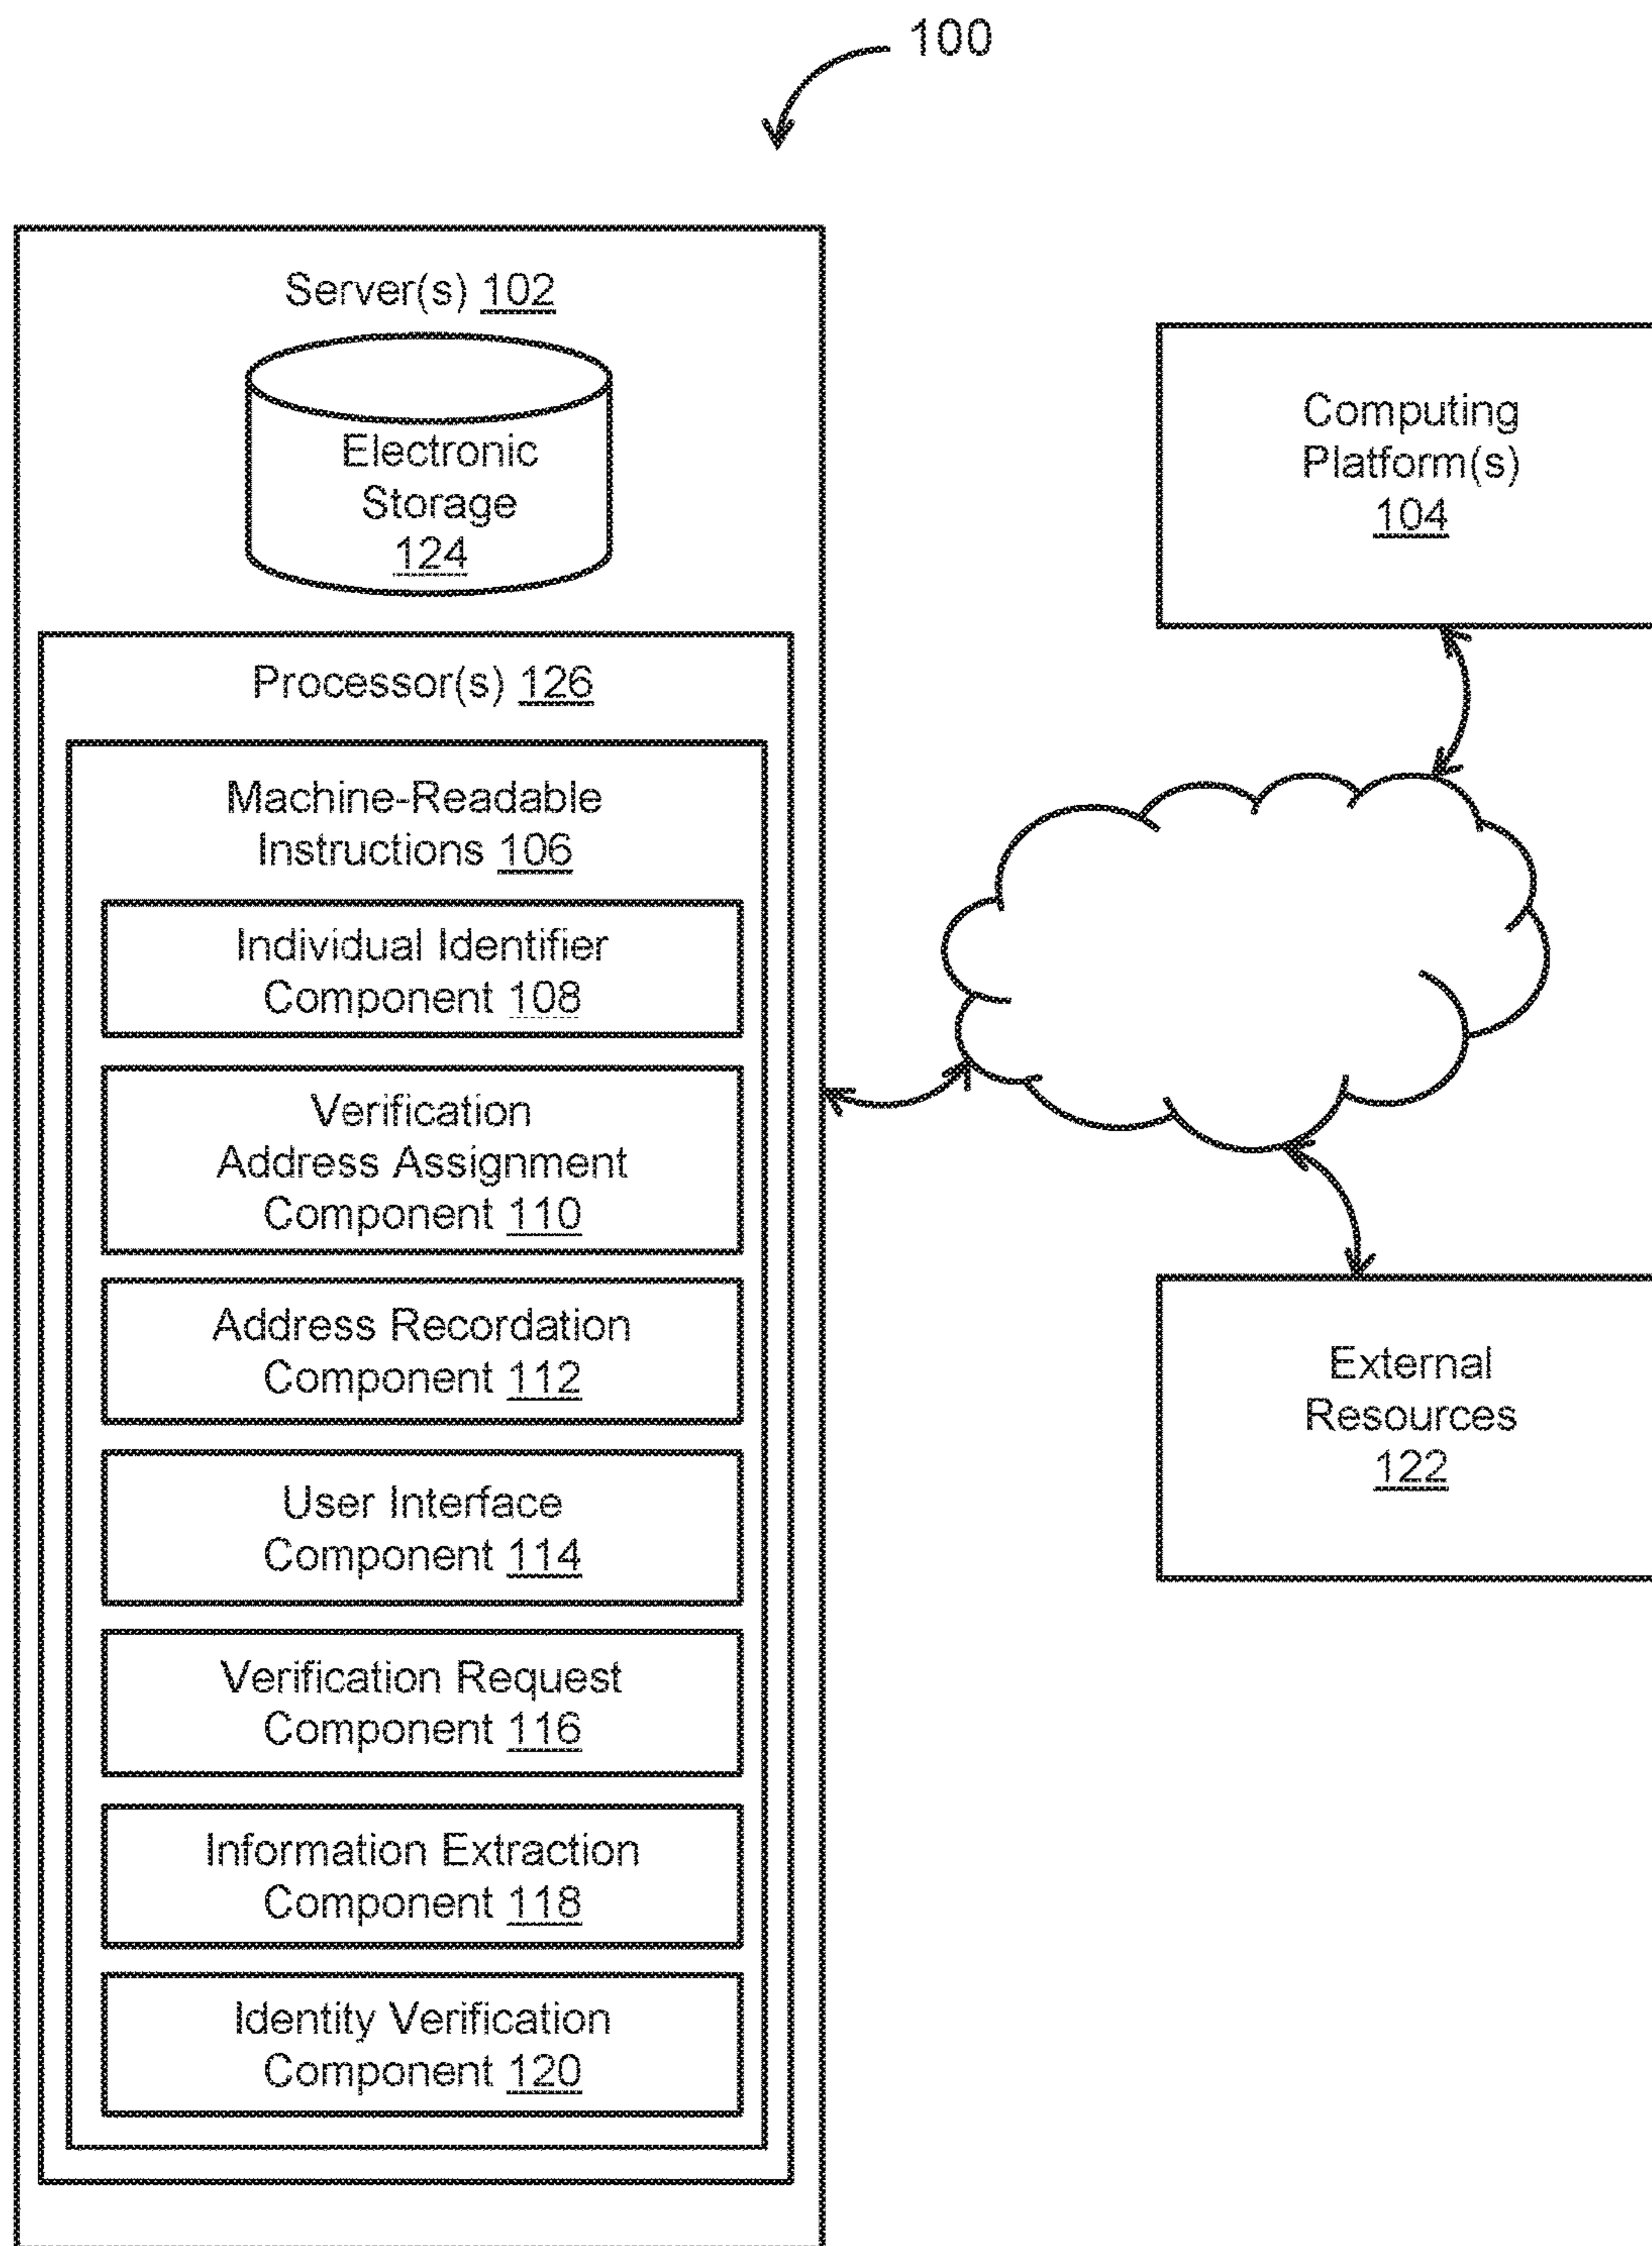 100
Server(s) 102
Electronic
Storage
124
Processor(s) 126
Machine-Readable
Instructions 106
Individual Identifier
Component 108
Verification
Address Assignment
Component 110
Address Recordation
Component 112
User Interface
Component 114
Verification Request
Component 116
Information Extraction
Component 118
Identity Verification
Component 120
Computing
Platform(s)
104
External
Resources
122